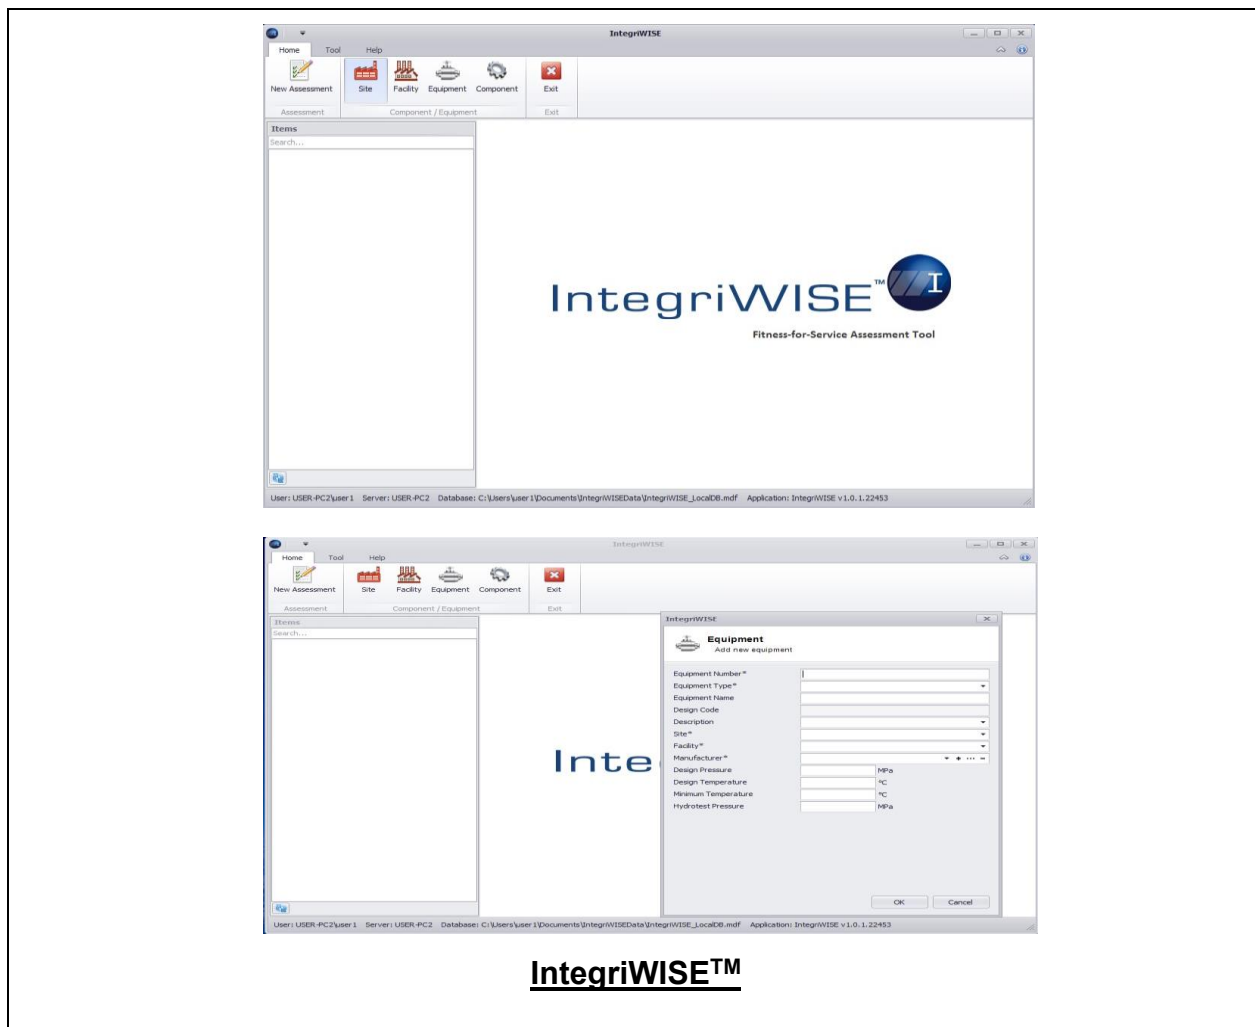 IntegriWISE
Home Tool Help
New Assessment Site Facility Equipment Component Exit
Assessment Component / Equipment Exit
Items
Search...
IntegriWISE™ I
Fitness-for-Service Assessment Tool
User: USER-PC2\user1 Server: USER-PC2 Database: C:\Users\user1\Documents\IntegriWISEData\IntegriWISE_LocalDB.mdf Application: IntegriWISE v1.0.1.22453
IntegriWISE
Home Tool Help
New Assessment Site Facility Equipment Component Exit
Assessment Component / Equipment Exit
Items
Search...
Inte
IntegriWISE
Equipment
Add new equipment
Equipment Number*
Equipment Type*
Equipment Name
Design Code
Description
Site*
Facility*
Manufacturer*
Design Pressure MPa
Design Temperature °C
Minimum Temperature °C
Hydrotest Pressure MPa
OK Cancel
User: USER-PC2\user1 Server: USER-PC2 Database: C:\Users\user1\Documents\IntegriWISEData\IntegriWISE_LocalDB.mdf Application: IntegriWISE v1.0.1.22453
IntegriWISE™